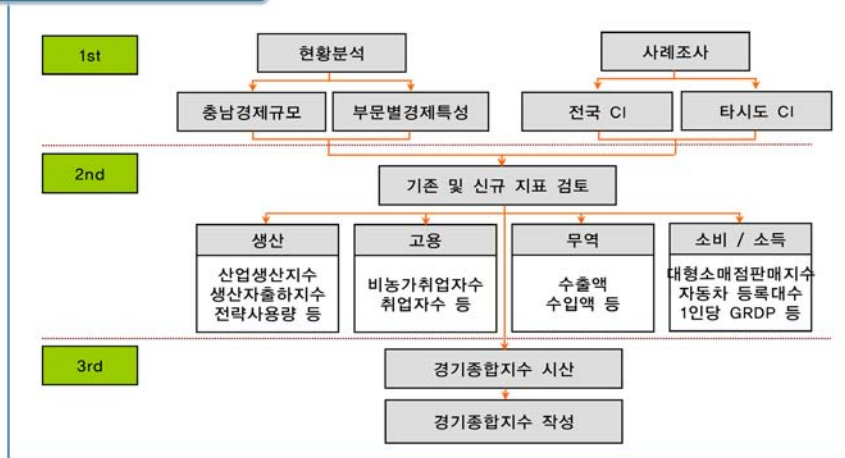 1st
현황분석
사례조사
충남경제규모
부문별경제특성
전국 CI
타시도 CI
2nd
기존 및 신규 지표 검토
생산
고용
무역
소비 / 소득
산업생산지수
생산자출하지수
전략사용량 등
비농가취업자수
취업자수 등
수출액
수입액 등
대형소매점판매지수
자동차 등록대수
1인당 GRDP 등
3rd
경기종합지수 시산
경기종합지수 작성